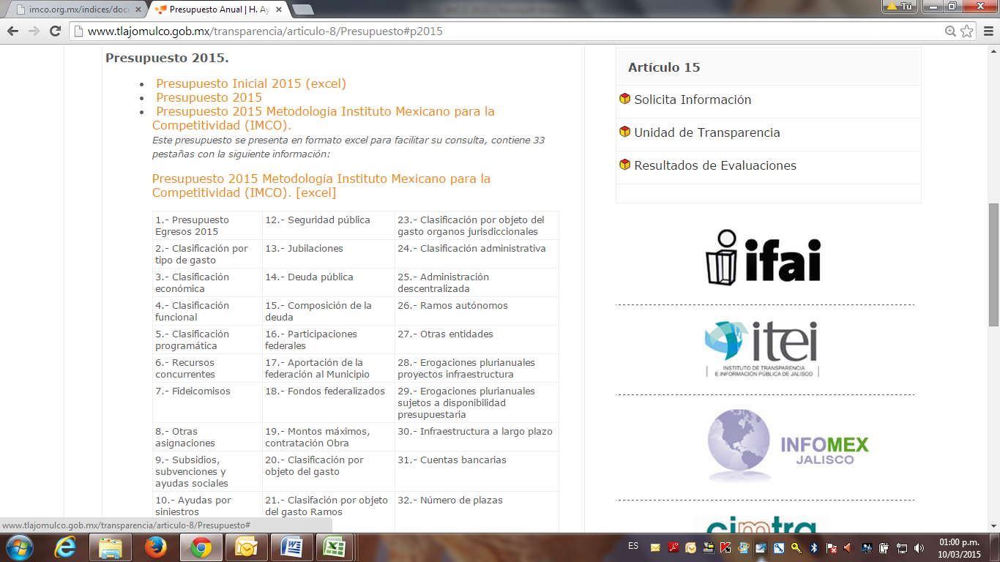 imco.org.mx/indices/docu
Presupuesto Anual | H. Ay
Tú
www.tlajomulco.gob.mx/transparencia/articulo-8/Presupuesto#p2015
Presupuesto 2015.
Presupuesto Inicial 2015 (excel)
Presupuesto 2015
Presupuesto 2015 Metodología Instituto Mexicano para la
Competitividad (IMCO).
Este presupuesto se presenta en formato excel para facilitar su consulta, contiene 33
pestañas con la siguiente información:
Presupuesto 2015 Metodología Instituto Mexicano para la
Competitividad (IMCO). [excel]
1.- Presupuesto
Egresos 2015
12.- Seguridad pública
23.- Clasificación por objeto del
gasto organos jurisdiccionales
2.- Clasificación por
tipo de gasto
13.- Jubilaciones
24.- Clasificación administrativa
3.- Clasificación
económica
14.- Deuda pública
25.- Administración
descentralizada
4.- Clasificación
funcional
15.- Composición de la
deuda
26.- Ramos autónomos
5.- Clasificación
programática
16.- Participaciones
federales
27.- Otras entidades
6.- Recursos
concurrentes
17.- Aportación de la
federación al Municipio
28.- Erogaciones plurianuales
proyectos infraestructura
7.- Fideicomisos
18.- Fondos federalizados
29.- Erogaciones plurianuales
sujetos a disponibilidad
presupuestaria
8.- Otras
asignaciones
19.- Montos máximos,
contratación Obra
30.- Infraestructura a largo plazo
9.- Subsidios,
subvenciones y
ayudas sociales
20.- Clasificación por
objeto del gasto
31.- Cuentas bancarias
10.- Ayudas por
siniestros
21.- Clasifación por objeto
del gasto Ramos
32.- Número de plazas
Artículo 15
Solicita Información
Unidad de Transparencia
Resultados de Evaluaciones
ifai
itei
INSTITUTO DE TRANSPARENCIA
E INFORMACIÓN PÚBLICA DE JALISCO
INFOMEX
JALISCO
cimtra
www.tlajomulco.gob.mx/transparencia/articulo-8/Presupuesto#
ES
01:00 p.m.
10/03/2015